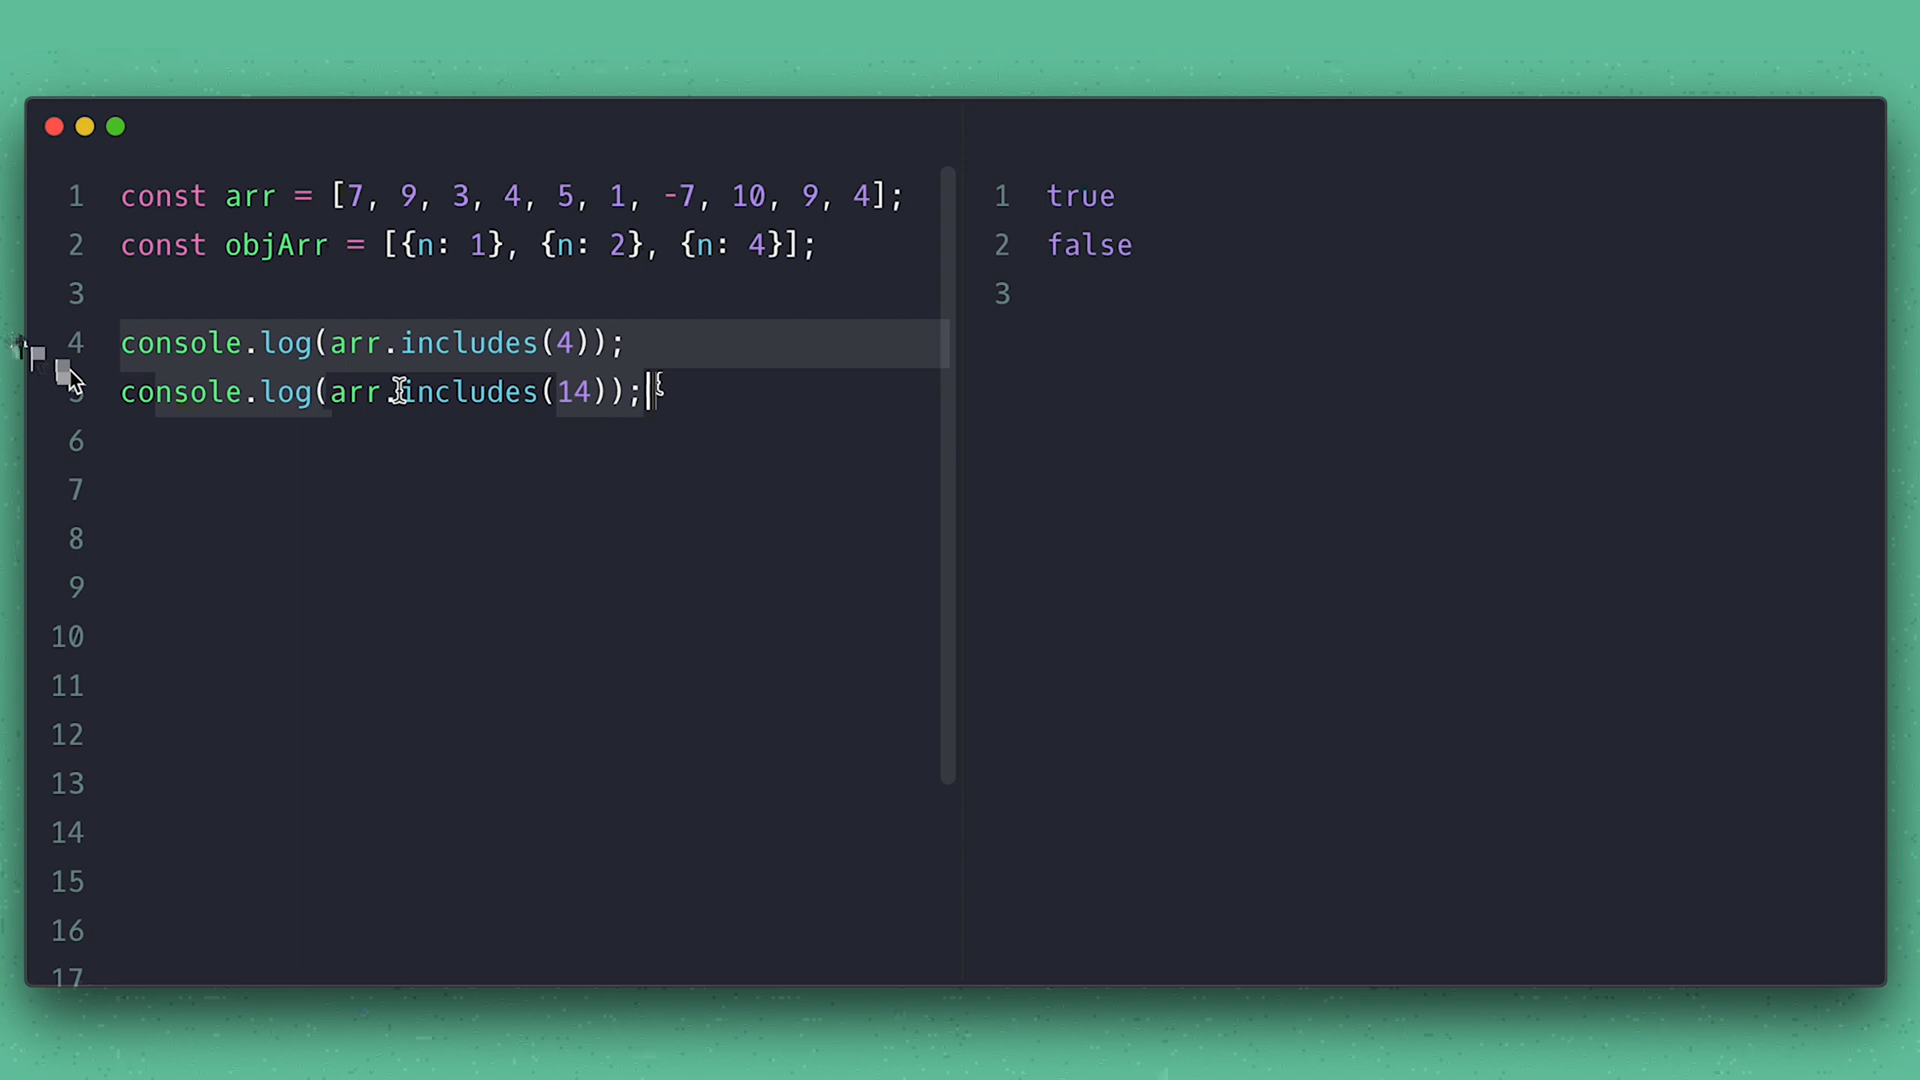 1 const arr = [7, 9, 3, 4, 5, 1, -7, 10, 9, 4];
2 const objArr = [{n: 1}, {n: 2}, {n: 4}];
3
4 console.log(arr.includes(4));
5 console.log(arr.includes(14));
6
7
8
9
10
11
12
13
14
15
16
17
1 true
2 false
3